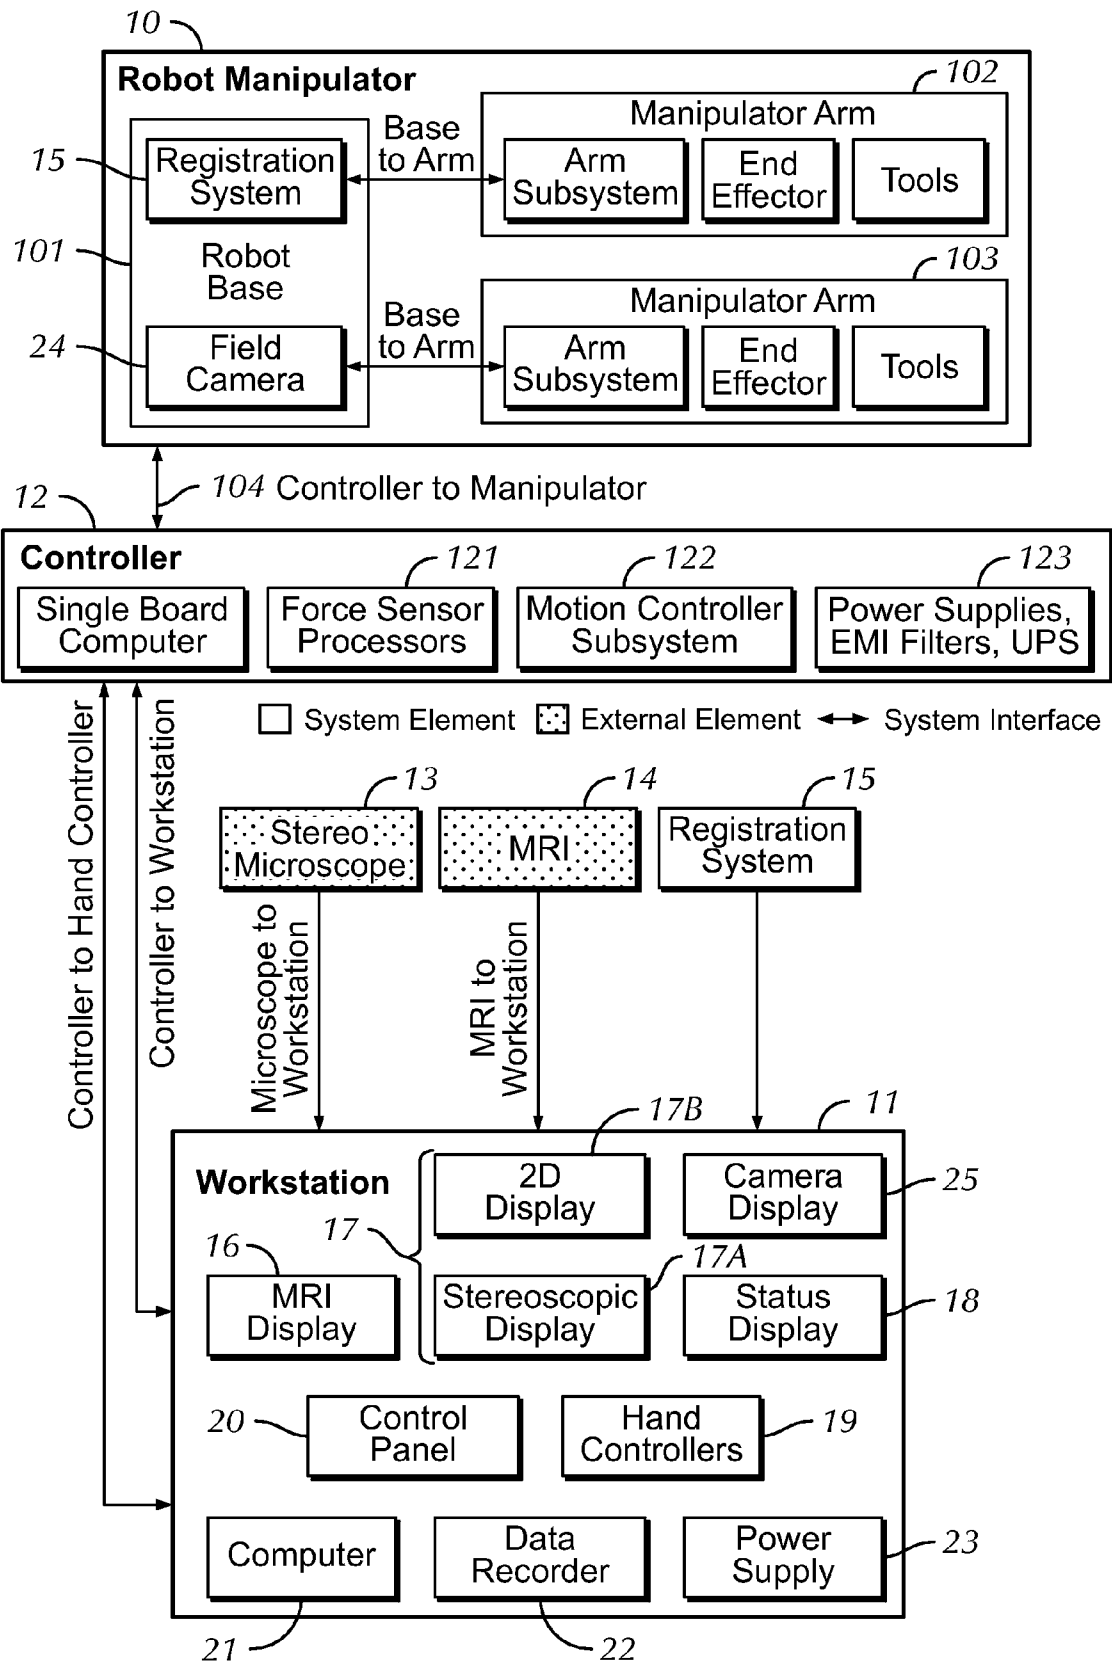 10
Robot Manipulator
102
Manipulator Arm
Base
to Arm
15
Registration
System
Arm
Subsystem
End
Effector
Tools
101
Robot
Base
103
Manipulator Arm
Base
to Arm
24
Field
Camera
Arm
Subsystem
End
Effector
Tools
104 Controller to Manipulator
12
Controller
121
122
123
Single Board
Computer
Force Sensor
Processors
Motion Controller
Subsystem
Power Supplies,
EMI Filters, UPS
System Element
External Element
System Interface
Controller to Hand Controller
Controller to Workstation
13
14
15
Stereo
Microscope
MRI
Registration
System
Microscope to
Workstation
MRI to
Workstation
11
17B
Workstation
2D
Display
Camera
Display
25
17
16
17A
MRI
Display
Stereoscopic
Display
Status
Display
18
20
Control
Panel
Hand
Controllers
19
Computer
Data
Recorder
Power
Supply
23
21
22